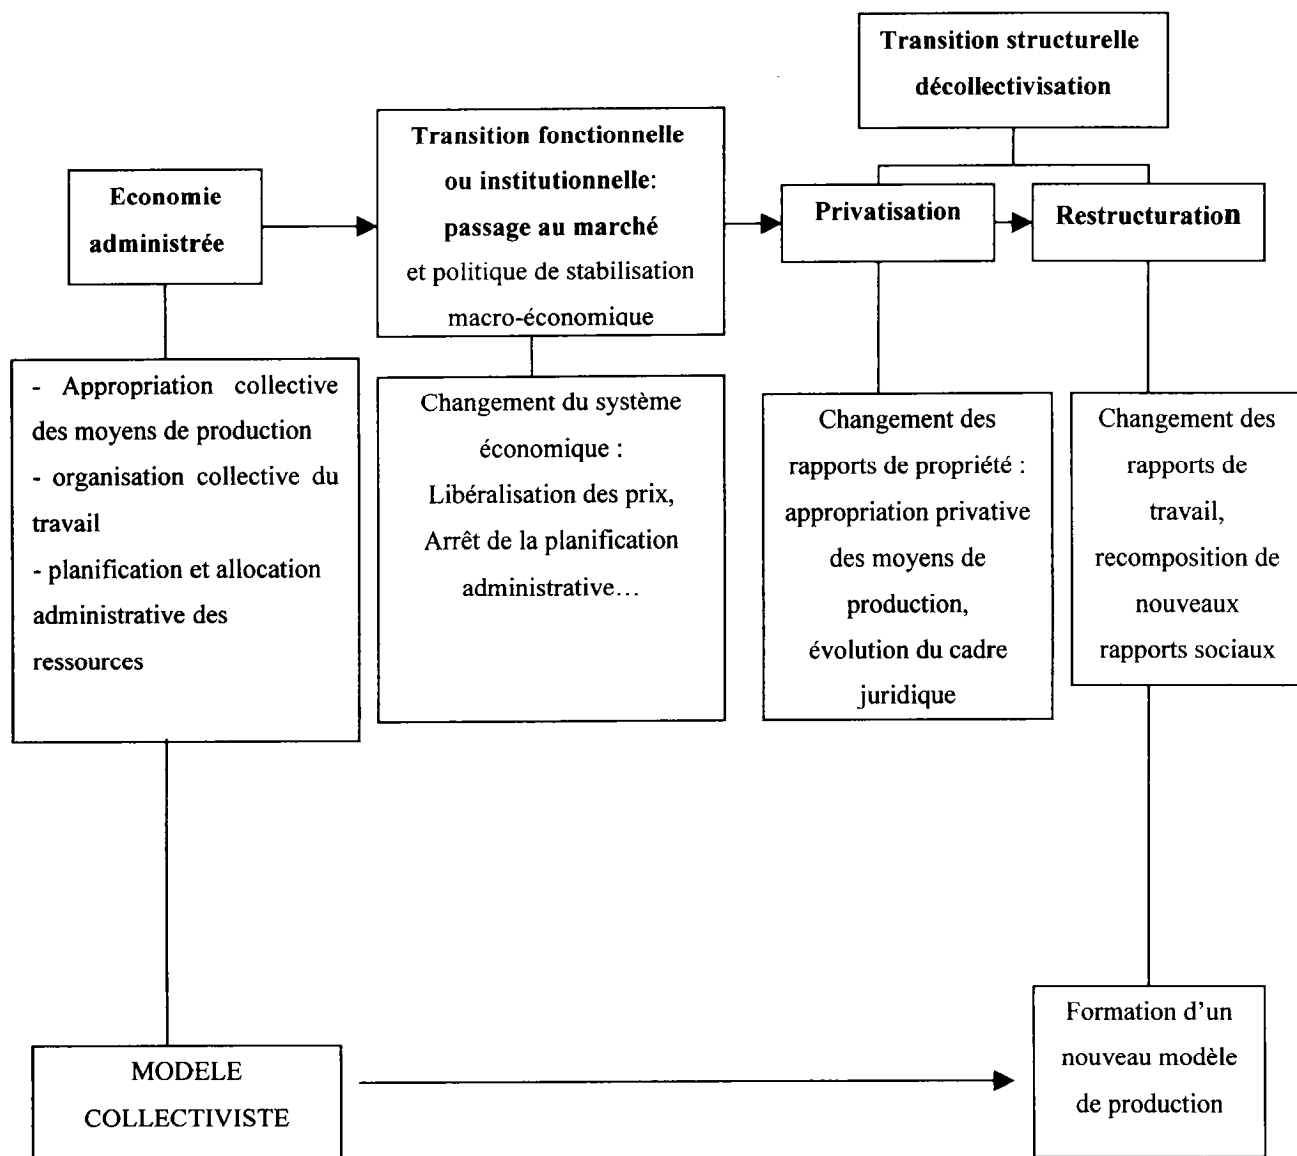 Transition structurelle
décollectivisation
Transition fonctionnelle
ou institutionnelle:
passage au marché
et politique de stabilisation
macro-économique
Economie
administrée
Privatisation
Restructuration
- Appropriation collective
des moyens de production
- organisation collective du
travail
- planification et allocation
administrative des
ressources
Changement du système
économique :
Libéralisation des prix,
Arrêt de la planification
administrative…
Changement des
rapports de propriété :
appropriation privative
des moyens de
production,
évolution du cadre
juridique
Changement des
rapports de
travail,
recomposition de
nouveaux
rapports sociaux
MODELE
COLLECTIVISTE
Formation d'un
nouveau modèle
de production